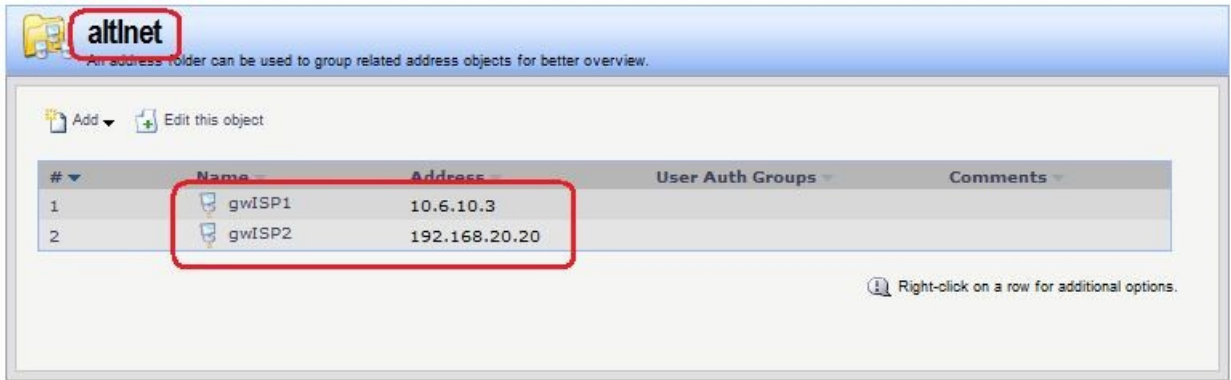 altInet
An address folder can be used to group related address objects for better overview.
Add Edit this object
# Name Address User Auth Groups Comments
1 gwISP1 10.6.10.3
2 gwISP2 192.168.20.20
Right-click on a row for additional options.